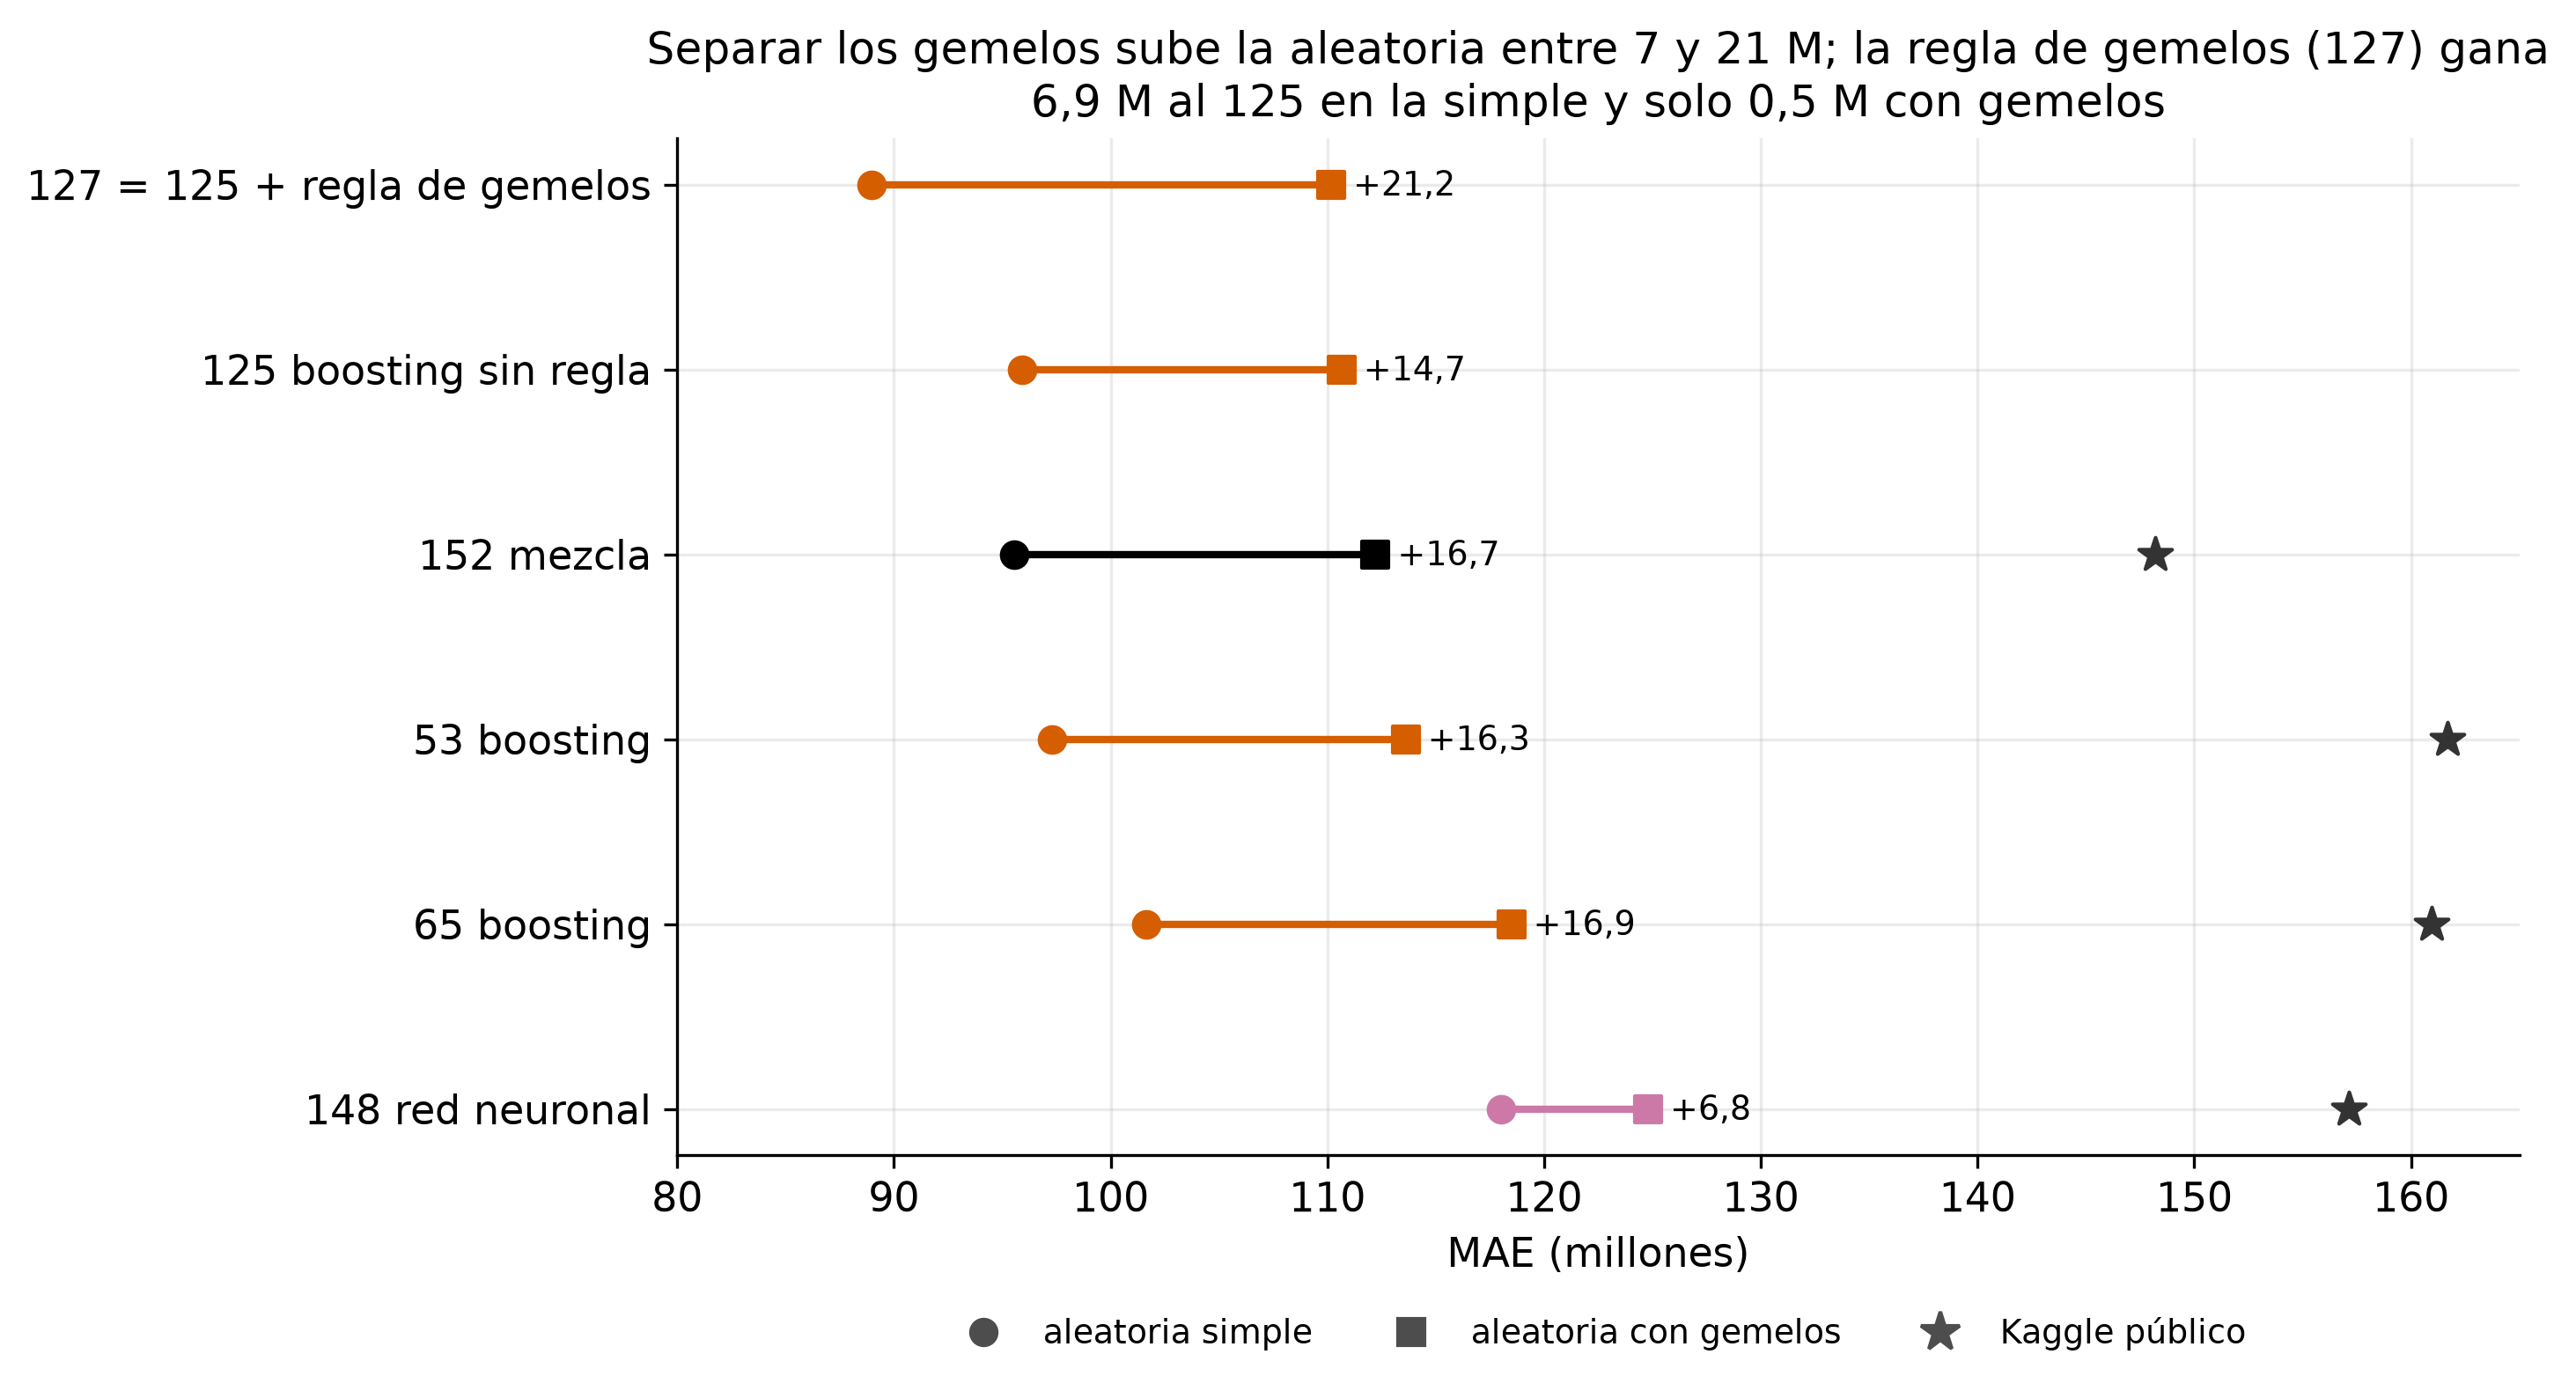 Separar los gemelos sube la aleatoria entre 7 y 21 M; la regla de gemelos (127) gana
6,9 M al 125 en la simple y solo 0,5 M con gemelos
127 = 125 + regla de gemelos
+21,2
125 boosting sin regla
+14,7
152 mezcla
+16,7
53 boosting
+16,3
65 boosting
+16,9
148 red neuronal
+6,8
80 90 100 110 120 130 140 150 160
MAE (millones)
aleatoria simple aleatoria con gemelos Kaggle público